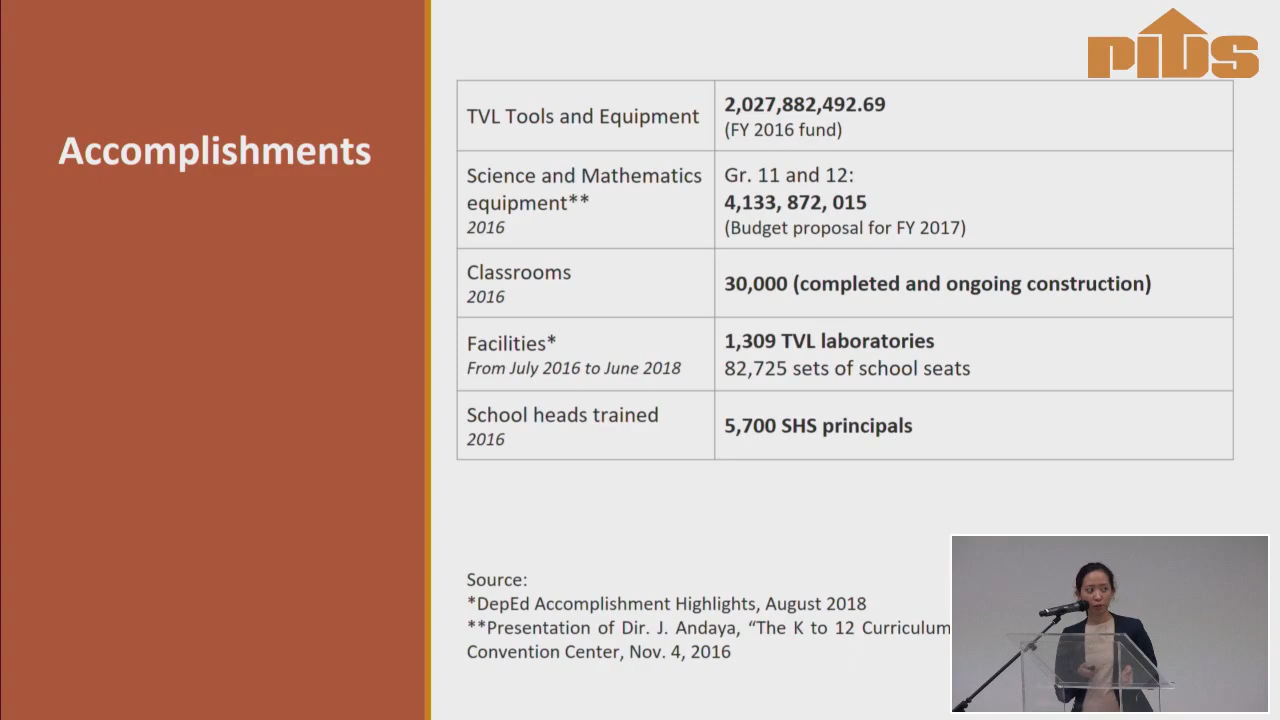 PIDS
Accomplishments
TVL Tools and Equipment
2,027,882,492.69
(FY 2016 fund)
Science and Mathematics
equipment**
2016
Gr. 11 and 12:
4,133, 872, 015
(Budget proposal for FY 2017)
Classrooms
2016
30,000 (completed and ongoing construction)
Facilities*
From July 2016 to June 2018
1,309 TVL laboratories
82,725 sets of school seats
School heads trained
2016
5,700 SHS principals
Source:
*DepEd Accomplishment Highlights, August 2018
**Presentation of Dir. J. Andaya, “The K to 12 Curriculum
Convention Center, Nov. 4, 2016